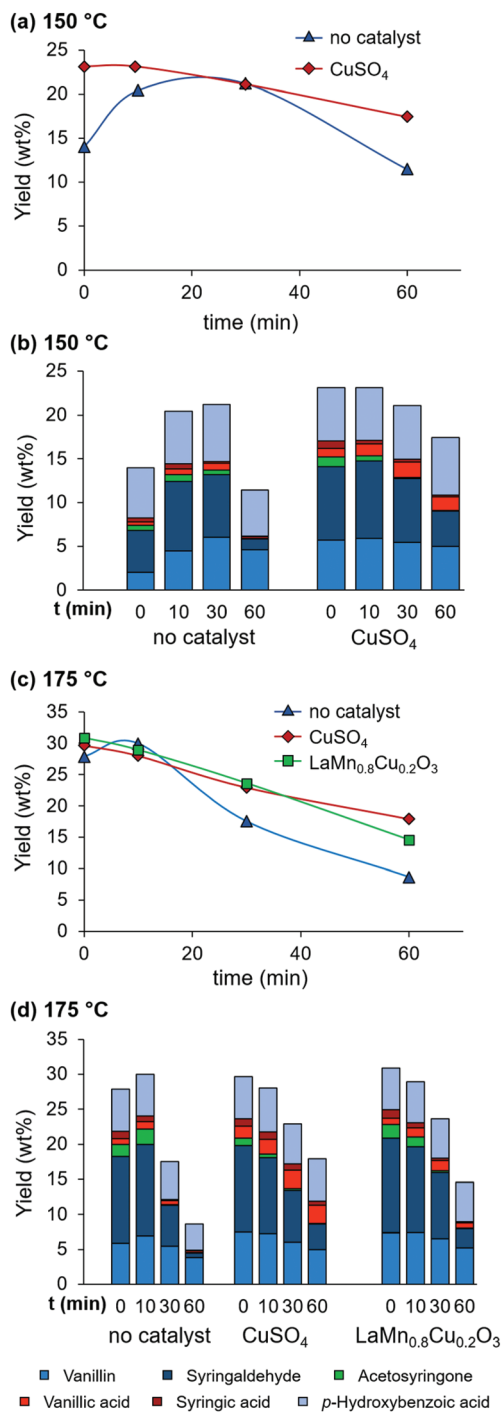 (a) 150 °C
no catalyst
CuSO₄
25
20
15
10
5
0
Yield (wt%)
0 20 40 60
time (min)
(b) 150 °C
25
20
15
10
5
0
Yield (wt%)
t (min) 0 10 30 60 0 10 30 60
no catalyst CuSO₄
(c) 175 °C
no catalyst
CuSO₄
LaMn₀.₈Cu₀.₂O₃
35
30
25
20
15
10
5
0
Yield (wt%)
0 20 40 60
time (min)
(d) 175 °C
35
30
25
20
15
10
5
0
Yield (wt%)
t (min) 0 10 30 60 0 10 30 60 0 10 30 60
no catalyst CuSO₄ LaMn₀.₈Cu₀.₂O₃
Vanillin Syringaldehyde Acetosyringone
Vanillic acid Syringic acid p-Hydroxybenzoic acid